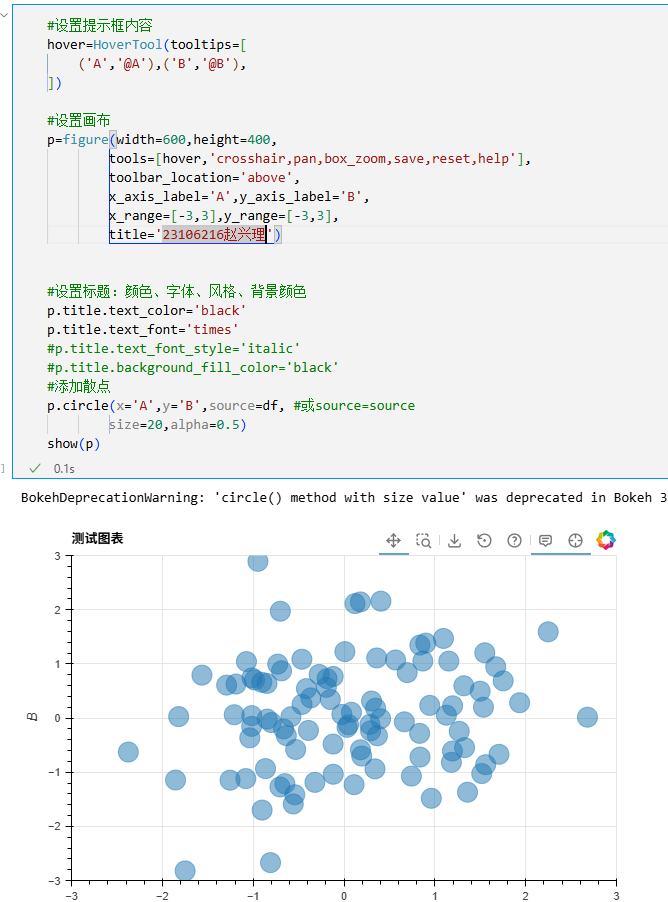 #设置提示框内容
hover=HoverTool(tooltips=[
('A','@A'),('B','@B'),
])
#设置画布
p=figure(width=600,height=400,
tools=[hover,'crosshair,pan,box_zoom,save,reset,help'],
toolbar_location='above',
x_axis_label='A',y_axis_label='B',
x_range=[-3,3],y_range=[-3,3],
title='23106216赵兴理')
#设置标题：颜色、字体、风格、背景颜色
p.title.text_color='black'
p.title.text_font='times'
#p.title.text_font_style='italic'
#p.title.background_fill_color='black'
#添加散点
p.circle(x='A',y='B',source=df, #或source=source
size=20,alpha=0.5)
show(p)
] ✓ 0.1s
BokehDeprecationWarning: 'circle() method with size value' was deprecated in Bokeh 3
测试图表
3
2
1
0
−1
−2
−3
B
−3 −2 −1 0 1 2 3